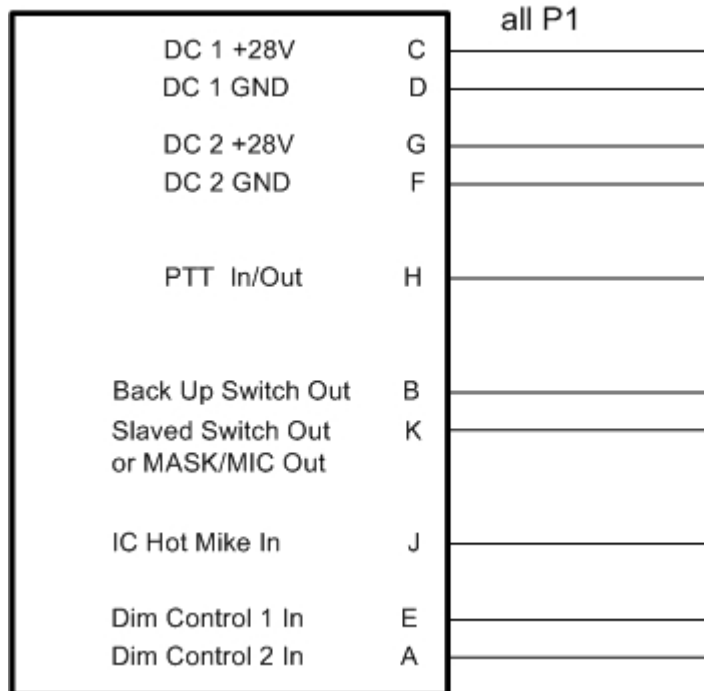 all P1
DC 1 +28V C
DC 1 GND D
DC 2 +28V G
DC 2 GND F
PTT In/Out H
Back Up Switch Out B
Slaved Switch Out K
or MASK/MIC Out
IC Hot Mike In J
Dim Control 1 In E
Dim Control 2 In A